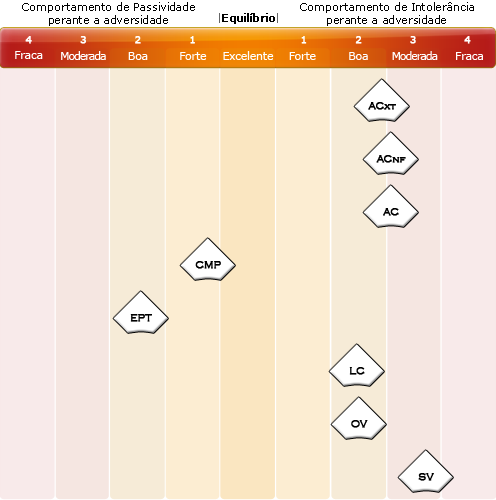 Comportamento de Passividade
perante a adversidade
|Equilíbrio|
Comportamento de Intolerância
perante a adversidade
4 3 2 1 1 2 3 4
Fraca Moderada Boa Forte Excelente Forte Boa Moderada Fraca
ACXT
ACNF
AC
CMP
EPT
LC
OV
SV